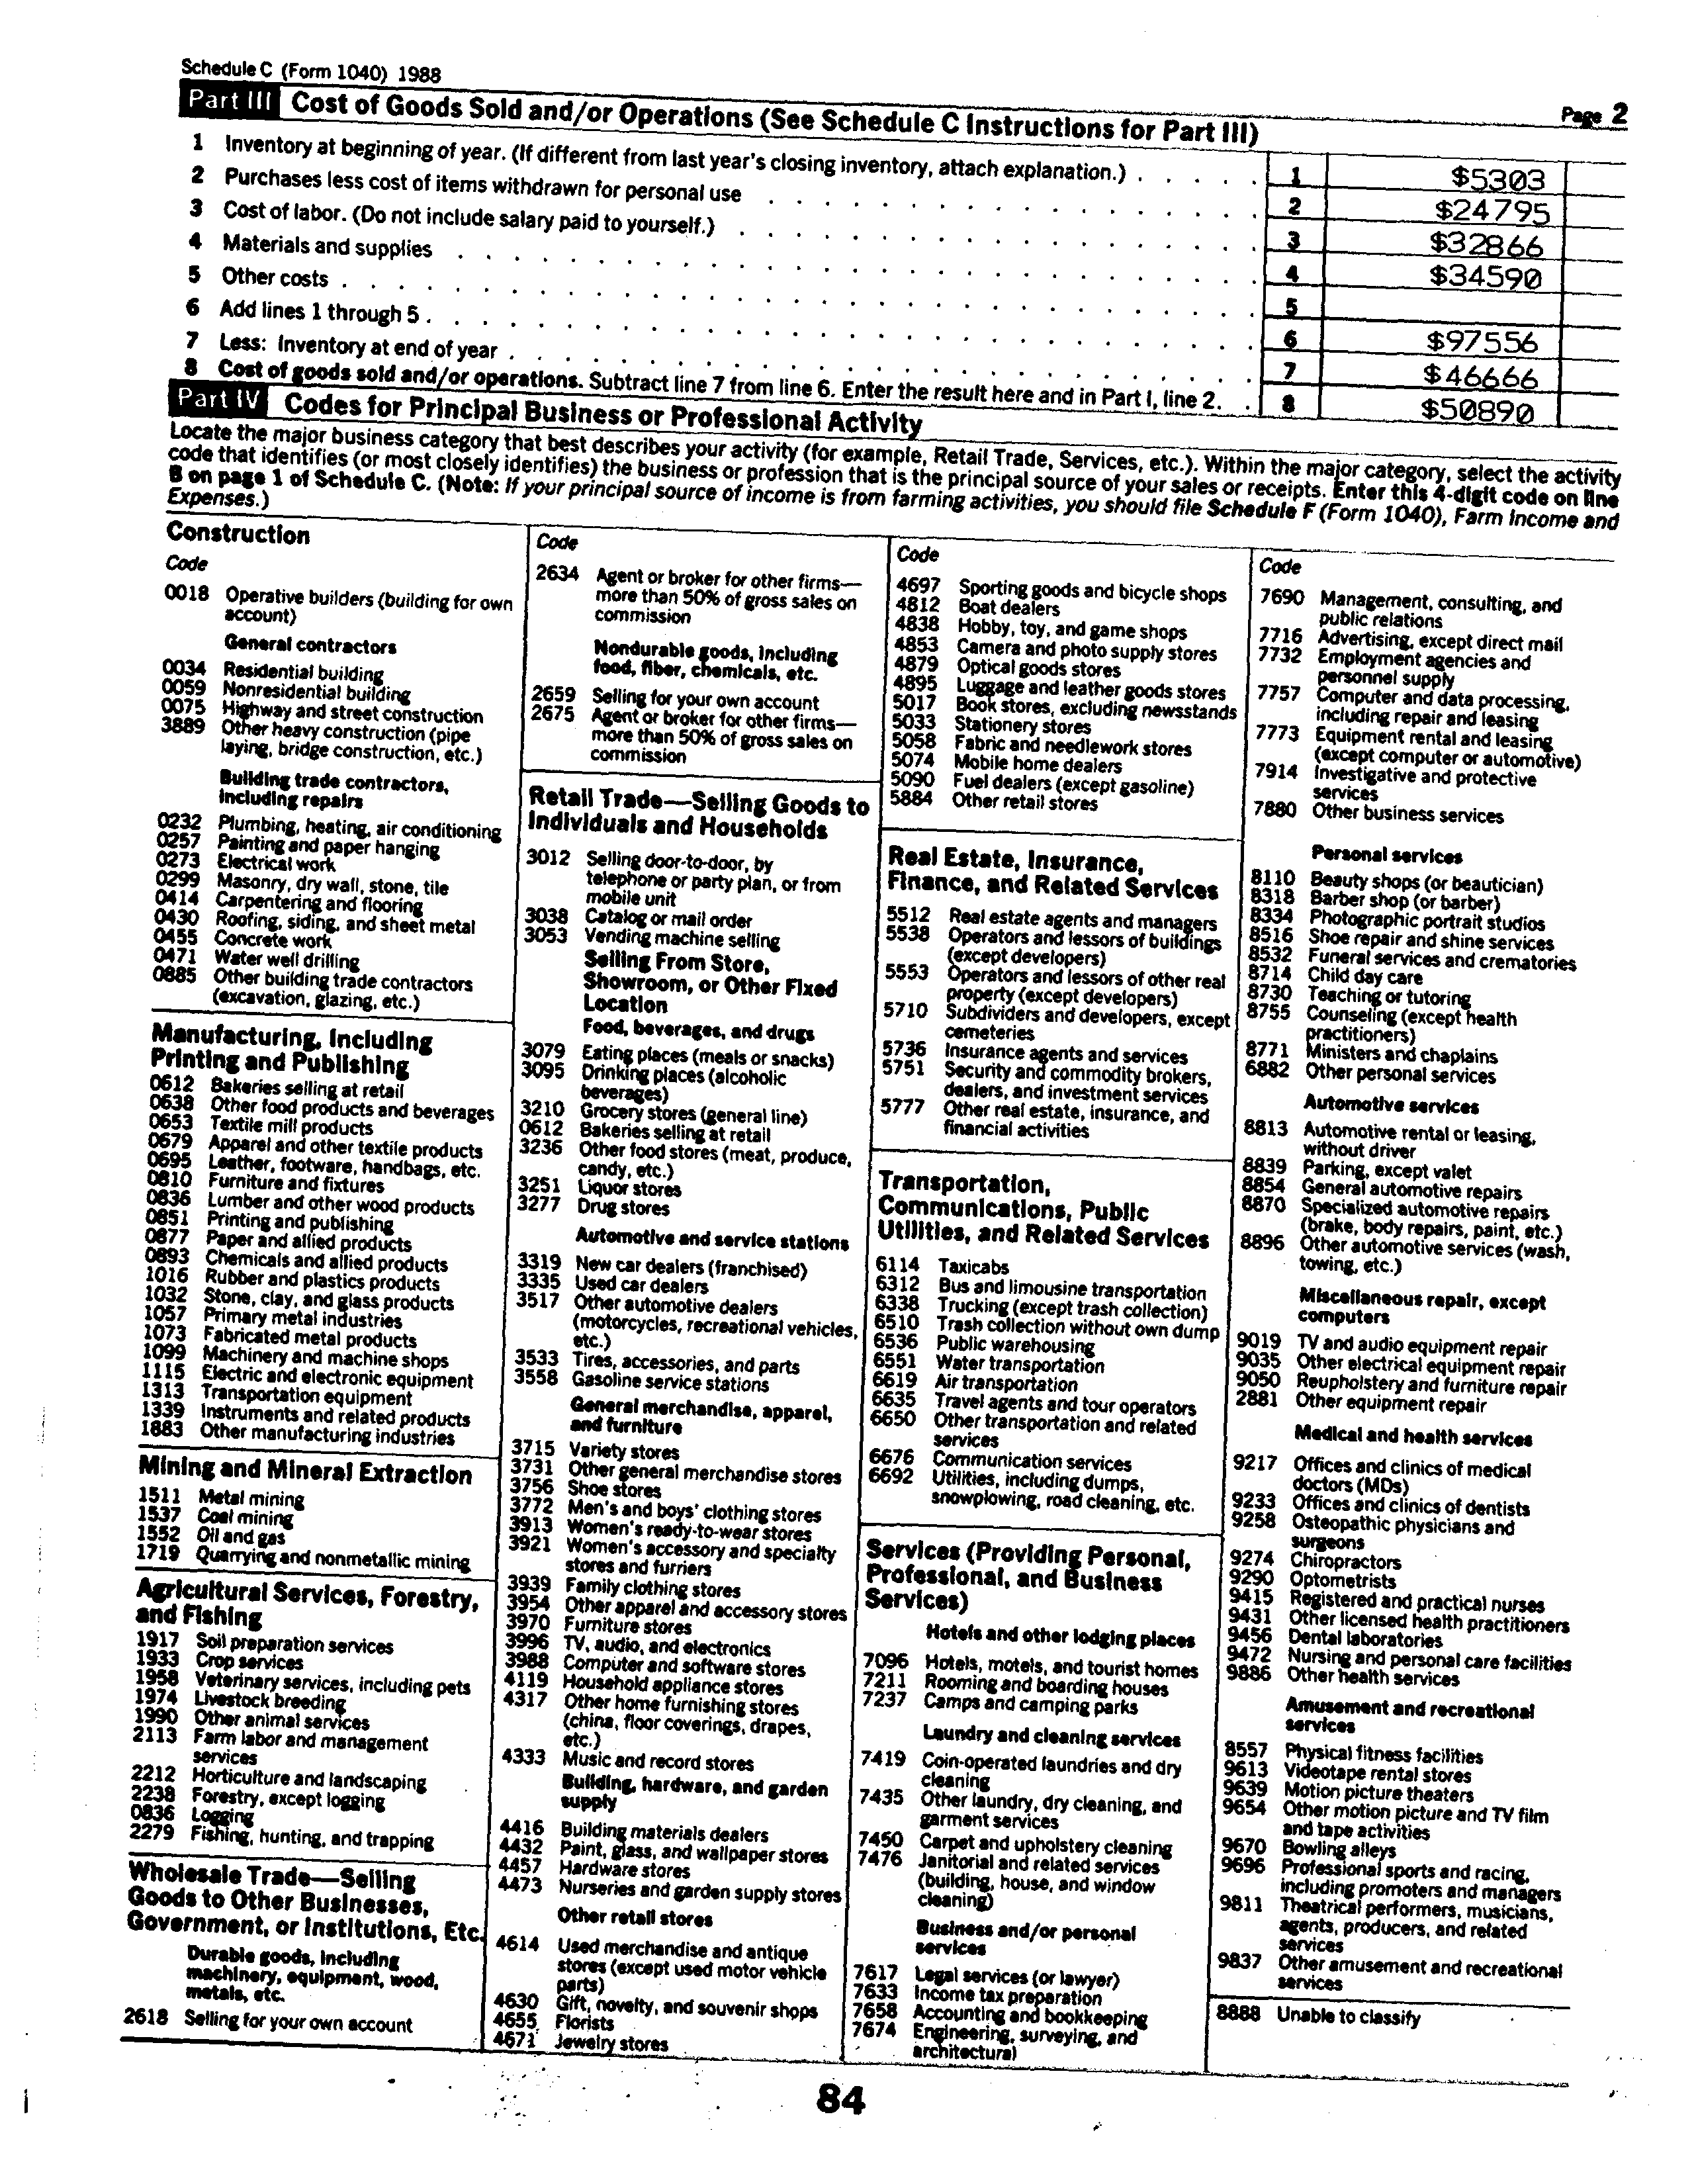 Schedule C (Form 1040) 1988
Page 2
Part III Cost of Goods Sold and/or Operations (See Schedule C Instructions for Part III)
1 Inventory at beginning of year. (If different from last year's closing inventory, attach explanation.) . . . . . 1 $5303
2 Purchases less cost of items withdrawn for personal use 2 $24795
3 Cost of labor. (Do not include salary paid to yourself.) 3 $32866
4 Materials and supplies 4 $34590
5 Other costs 5
6 Add lines 1 through 5 6 $97556
7 Less: Inventory at end of year 7 $46666
8 Cost of goods sold and/or operations. Subtract line 7 from line 6. Enter the result here and in Part I, line 2. . 8 $50890
Part IV Codes for Principal Business or Professional Activity
Locate the major business category that best describes your activity (for example, Retail Trade, Services, etc.). Within the major category, select the activity
code that identifies (or most closely identifies) the business or profession that is the principal source of your sales or receipts. Enter this 4-digit code on line
B on page 1 of Schedule C. (Note: If your principal source of income is from farming activities, you should file Schedule F (Form 1040), Farm Income and
Expenses.)
Construction
Code
0018 Operative builders (building for own
account)
General contractors
0034 Residential building
0059 Nonresidential building
0075 Highway and street construction
3889 Other heavy construction (pipe
laying, bridge construction, etc.)
Building trade contractors,
including repairs
0232 Plumbing, heating, air conditioning
0257 Painting and paper hanging
0273 Electrical work
0299 Masonry, dry wall, stone, tile
0414 Carpentering and flooring
0430 Roofing, siding, and sheet metal
0455 Concrete work
0471 Water well drilling
0885 Other building trade contractors
(excavation, glazing, etc.)
Manufacturing, Including
Printing and Publishing
0612 Bakeries selling at retail
0638 Other food products and beverages
0653 Textile mill products
0679 Apparel and other textile products
0695 Leather, footware, handbags, etc.
0810 Furniture and fixtures
0836 Lumber and other wood products
0851 Printing and publishing
0877 Paper and allied products
0893 Chemicals and allied products
1016 Rubber and plastics products
1032 Stone, clay, and glass products
1057 Primary metal industries
1073 Fabricated metal products
1099 Machinery and machine shops
1115 Electric and electronic equipment
1313 Transportation equipment
1339 Instruments and related products
1883 Other manufacturing industries
Mining and Mineral Extraction
1511 Metal mining
1537 Coal mining
1552 Oil and gas
1719 Quarrying and nonmetallic mining
Agricultural Services, Forestry,
and Fishing
1917 Soil preparation services
1933 Crop services
1958 Veterinary services, including pets
1974 Livestock breeding
1990 Other animal services
2113 Farm labor and management
services
2212 Horticulture and landscaping
2238 Forestry, except logging
0836 Logging
2279 Fishing, hunting, and trapping
Wholesale Trade—Selling
Goods to Other Businesses,
Government, or Institutions, Etc.
Durable goods, including
machinery, equipment, wood,
metals, etc.
2618 Selling for your own account
Code
2634 Agent or broker for other firms—
more than 50% of gross sales on
commission
Nondurable goods, including
food, fiber, chemicals, etc.
2659 Selling for your own account
2675 Agent or broker for other firms—
more than 50% of gross sales on
commission
Retail Trade—Selling Goods to
Individuals and Households
3012 Selling door-to-door, by
telephone or party plan, or from
mobile unit
3038 Catalog or mail order
3053 Vending machine selling
Selling From Store,
Showroom, or Other Fixed
Location
Food, beverages, and drugs
3079 Eating places (meals or snacks)
3095 Drinking places (alcoholic
beverages)
3210 Grocery stores (general line)
0612 Bakeries selling at retail
3236 Other food stores (meat, produce,
candy, etc.)
3251 Liquor stores
3277 Drug stores
Automotive and service stations
3319 New car dealers (franchised)
3335 Used car dealers
3517 Other automotive dealers
(motorcycles, recreational vehicles,
etc.)
3533 Tires, accessories, and parts
3558 Gasoline service stations
General merchandise, apparel,
and furniture
3715 Variety stores
3731 Other general merchandise stores
3756 Shoe stores
3772 Men's and boys' clothing stores
3913 Women's ready-to-wear stores
3921 Women's accessory and specialty
stores and furriers
3939 Family clothing stores
3954 Other apparel and accessory stores
3970 Furniture stores
3996 TV, audio, and electronics
3988 Computer and software stores
4119 Household appliance stores
4317 Other home furnishing stores
(china, floor coverings, drapes,
etc.)
4333 Music and record stores
Building, hardware, and garden
supply
4416 Building materials dealers
4432 Paint, glass, and wallpaper stores
4457 Hardware stores
4473 Nurseries and garden supply stores
Other retail stores
4614 Used merchandise and antique
stores (except used motor vehicle
parts)
4630 Gift, novelty, and souvenir shops
4655 Florists
4671 Jewelry stores
Code
4697 Sporting goods and bicycle shops
4812 Boat dealers
4838 Hobby, toy, and game shops
4853 Camera and photo supply stores
4879 Optical goods stores
4895 Luggage and leather goods stores
5017 Book stores, excluding newsstands
5033 Stationery stores
5058 Fabric and needlework stores
5074 Mobile home dealers
5090 Fuel dealers (except gasoline)
5884 Other retail stores
Real Estate, Insurance,
Finance, and Related Services
5512 Real estate agents and managers
5538 Operators and lessors of buildings
(except developers)
5553 Operators and lessors of other real
property (except developers)
5710 Subdividers and developers, except
cemeteries
5736 Insurance agents and services
5751 Security and commodity brokers,
dealers, and investment services
5777 Other real estate, insurance, and
financial activities
Transportation,
Communications, Public
Utilities, and Related Services
6114 Taxicabs
6312 Bus and limousine transportation
6338 Trucking (except trash collection)
6510 Trash collection without own dump
6536 Public warehousing
6551 Water transportation
6619 Air transportation
6635 Travel agents and tour operators
6650 Other transportation and related
services
6676 Communication services
6692 Utilities, including dumps,
snowplowing, road cleaning, etc.
Services (Providing Personal,
Professional, and Business
Services)
Hotels and other lodging places
7096 Hotels, motels, and tourist homes
7211 Rooming and boarding houses
7237 Camps and camping parks
Laundry and cleaning services
7419 Coin-operated laundries and dry
cleaning
7435 Other laundry, dry cleaning, and
garment services
7450 Carpet and upholstery cleaning
7476 Janitorial and related services
(building, house, and window
cleaning)
Business and/or personal
services
7617 Legal services (or lawyer)
7633 Income tax preparation
7658 Accounting and bookkeeping
7674 Engineering, surveying, and
architectural
Code
7690 Management, consulting, and
public relations
7716 Advertising, except direct mail
7732 Employment agencies and
personnel supply
7757 Computer and data processing,
including repair and leasing
7773 Equipment rental and leasing
(except computer or automotive)
7914 Investigative and protective
services
7880 Other business services
Personal services
8110 Beauty shops (or beautician)
8318 Barber shop (or barber)
8334 Photographic portrait studios
8516 Shoe repair and shine services
8532 Funeral services and crematories
8714 Child day care
8730 Teaching or tutoring
8755 Counseling (except health
practitioners)
8771 Ministers and chaplains
6882 Other personal services
Automotive services
8813 Automotive rental or leasing,
without driver
8839 Parking, except valet
8854 General automotive repairs
8870 Specialized automotive repairs
(brake, body repairs, paint, etc.)
8896 Other automotive services (wash,
towing, etc.)
Miscellaneous repair, except
computers
9019 TV and audio equipment repair
9035 Other electrical equipment repair
9050 Reupholstery and furniture repair
2881 Other equipment repair
Medical and health services
9217 Offices and clinics of medical
doctors (MDs)
9233 Offices and clinics of dentists
9258 Osteopathic physicians and
surgeons
9274 Chiropractors
9290 Optometrists
9415 Registered and practical nurses
9431 Other licensed health practitioners
9456 Dental laboratories
9472 Nursing and personal care facilities
9886 Other health services
Amusement and recreational
services
8557 Physical fitness facilities
9613 Videotape rental stores
9639 Motion picture theaters
9654 Other motion picture and TV film
and tape activities
9670 Bowling alleys
9696 Professional sports and racing,
including promoters and managers
9811 Theatrical performers, musicians,
agents, producers, and related
services
9837 Other amusement and recreational
services
8888 Unable to classify
84